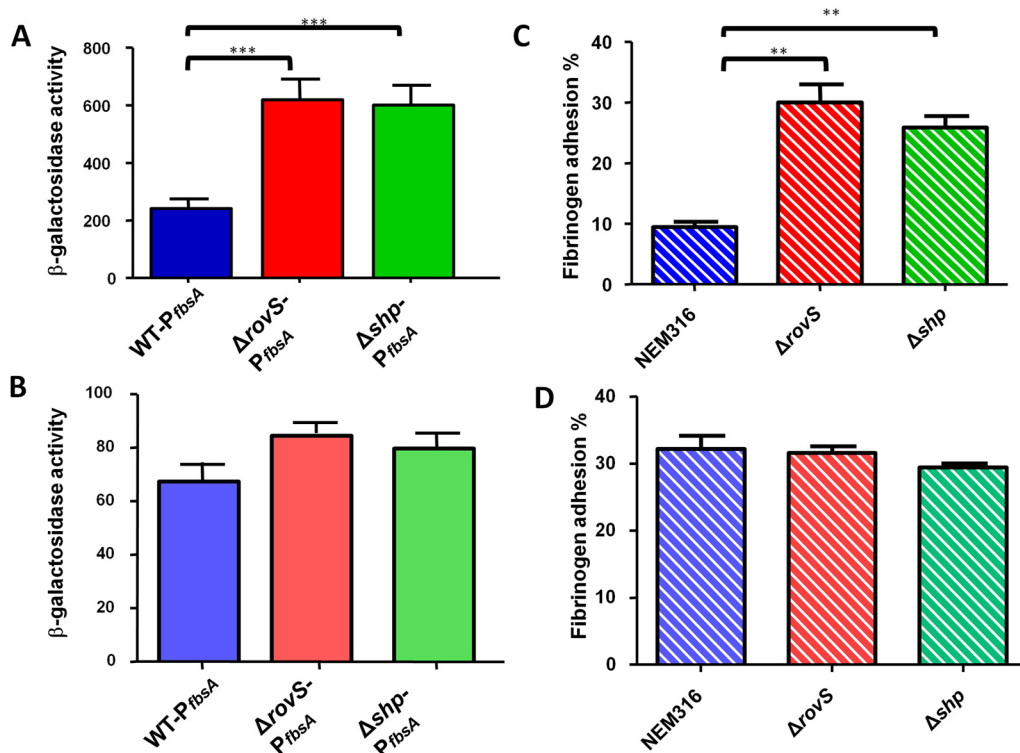 A
***
***
800
600
400
200
0
β-galactosidase activity
WT-PfbsA
ΔrovS-
PfbsA
Δshp-
PfbsA
C
**
**
40
30
20
10
0
Fibrinogen adhesion %
NEM316
ΔrovS
Δshp
B
100
80
60
40
20
0
β-galactosidase activity
WT-PfbsA
ΔrovS-
PfbsA
Δshp-
PfbsA
D
40
30
20
10
0
Fibrinogen adhesion %
NEM316
ΔrovS
Δshp